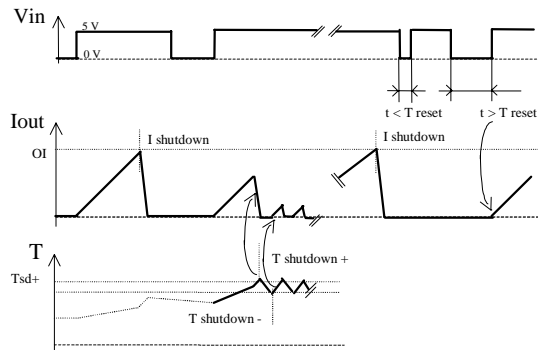 Vin
5 V
0 V
t < T reset
t > T reset
Iout
I shutdown
I shutdown
OI
T
T shutdown +
Tsd+
T shutdown -